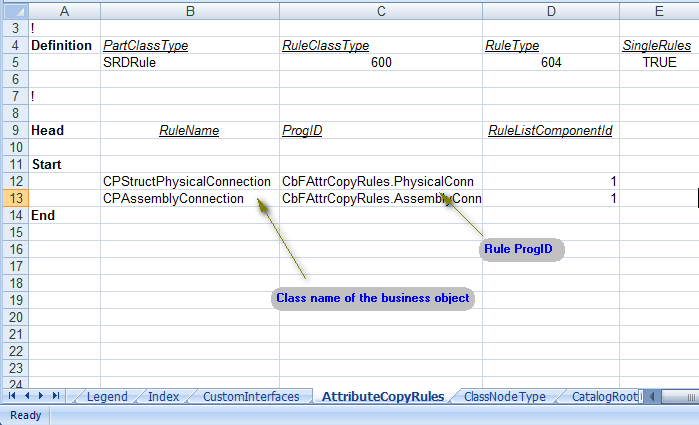 A B C D E
3 !
4 Definition PartClassType RuleClassType RuleType SingleRules
5 SRDRule 600 604 TRUE
6
7 !
8
9 Head RuleName ProgID RuleListComponentId
10
11 Start
12 CPStructPhysicalConnection CbFAttrCopyRules.PhysicalConn 1
13 CPAssemblyConnection CbFAttrCopyRules.AssemblyConn 1
14 End
15
16 Rule ProgID
17
18
19 Class name of the business object
20
21
22
23
24
Legend Index CustomInterfaces AttributeCopyRules ClassNodeType CatalogRoot
Ready